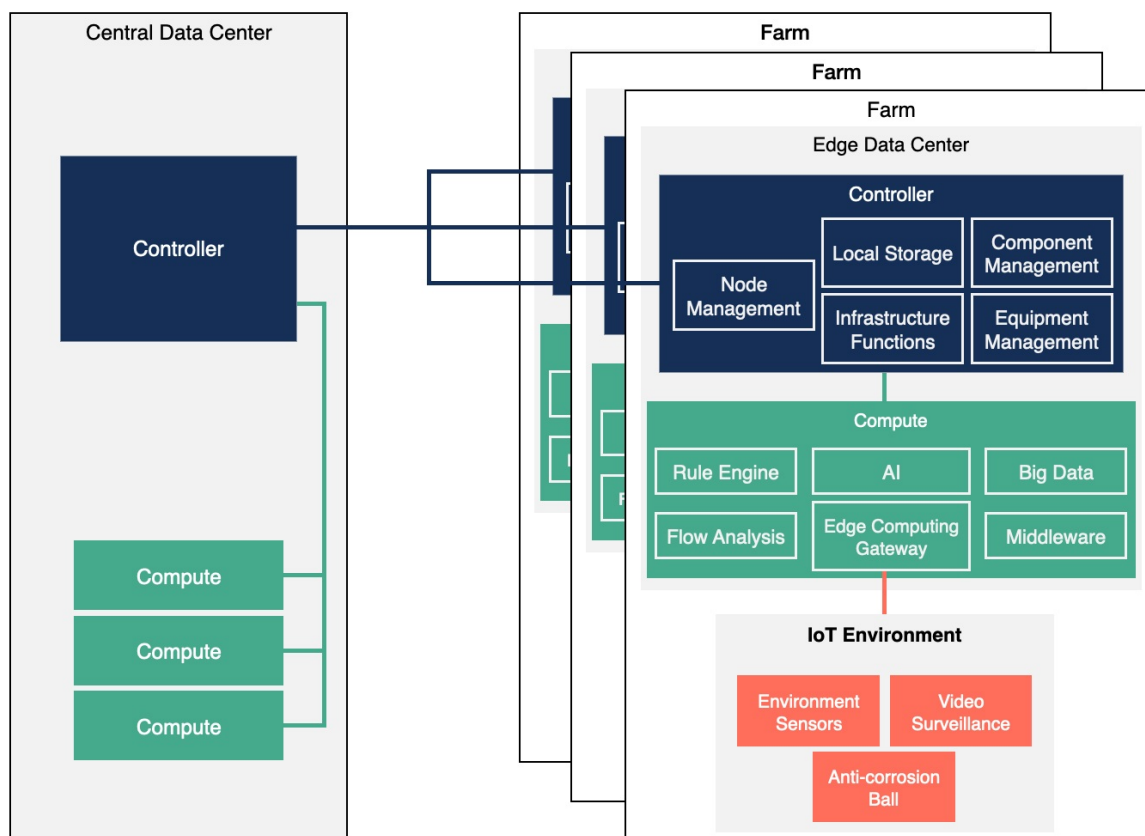 Central Data Center
Controller
Compute
Compute
Compute
Farm
Farm
Farm
Edge Data Center
Controller
Node
Management
Local Storage
Component
Management
Infrastructure
Functions
Equipment
Management
Compute
Rule Engine
AI
Big Data
Flow Analysis
Edge Computing
Gateway
Middleware
IoT Environment
Environment
Sensors
Video
Surveillance
Anti-corrosion
Ball